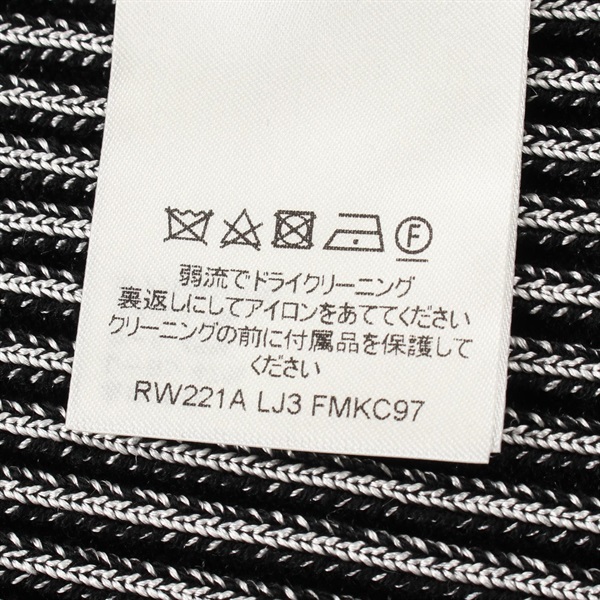 F
弱流でドライクリーニング
裏返しにしてアイロンをあててください
クリーニングの前に付属品を保護して
ください
RW221A LJ3 FMKC97